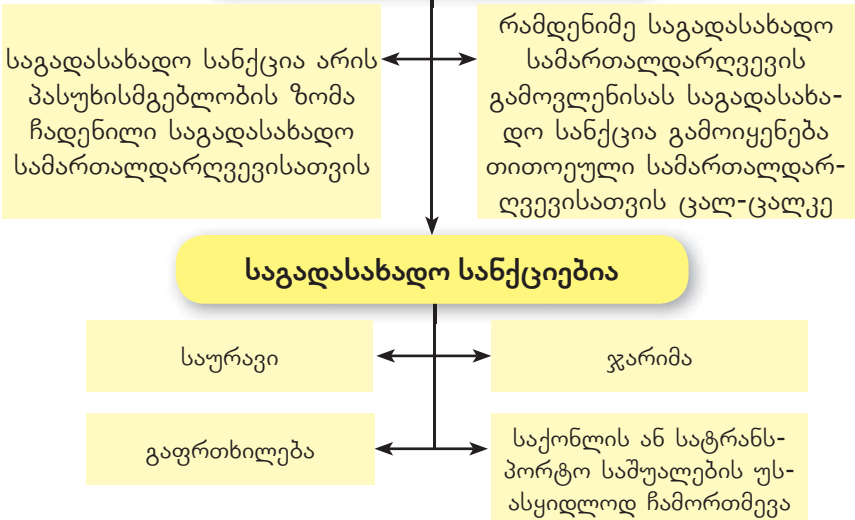 საგადასახადო სანქცია არის
პასუხისმგებლობის ზომა
ჩადენილი საგადასახადო
სამართალდარღვევისათვის
რამდენიმე საგადასახადო
სამართალდარღვევის
გამოვლენისას საგადასახა-
დო სანქცია გამოიყენება
თითოეული სამართალდარ-
ღვევისათვის ცალ-ცალკე
საგადასახადო სანქციებია
საურავი
ჯარიმა
გაფრთხილება
საქონლის ან სატრანს-
პორტო საშუალების უს-
ასყიდლოდ ჩამორთმევა